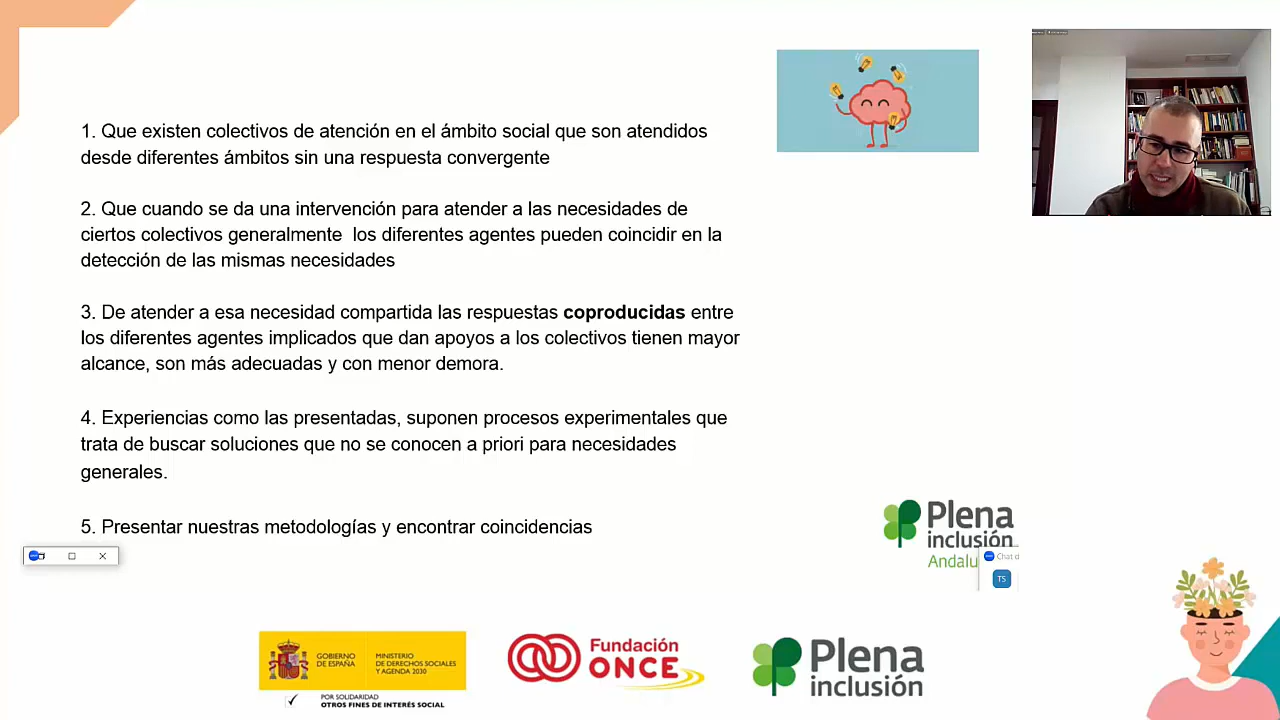 1. Que existen colectivos de atención en el ámbito social que son atendidos
desde diferentes ámbitos sin una respuesta convergente
2. Que cuando se da una intervención para atender a las necesidades de
ciertos colectivos generalmente los diferentes agentes pueden coincidir en la
detección de las mismas necesidades
3. De atender a esa necesidad compartida las respuestas coproducidas entre
los diferentes agentes implicados que dan apoyos a los colectivos tienen mayor
alcance, son más adecuadas y con menor demora.
4. Experiencias como las presentadas, suponen procesos experimentales que
trata de buscar soluciones que no se conocen a priori para necesidades
generales.
5. Presentar nuestras metodologías y encontrar coincidencias
Plena
inclusión
Andalu
Chat d
TS
GOBIERNO
DE ESPAÑA
MINISTERIO
DE DERECHOS SOCIALES
Y AGENDA 2030
POR SOLIDARIDAD
OTROS FINES DE INTERÉS SOCIAL
Fundación
ONCE
Plena
inclusión